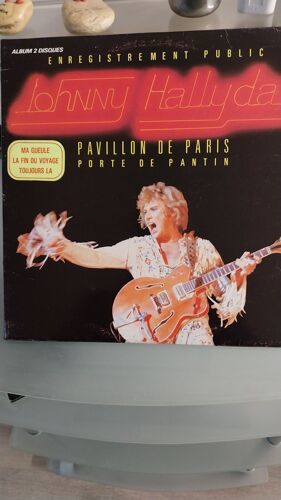 ALBUM 2 DISQUES
ENREGISTREMENT PUBLIC
Johnny Hallyda
PAVILLON DE PARIS
PORTE DE PANTIN
MA GUEULE
LA FIN DU VOYAGE
TOUJOURS LA